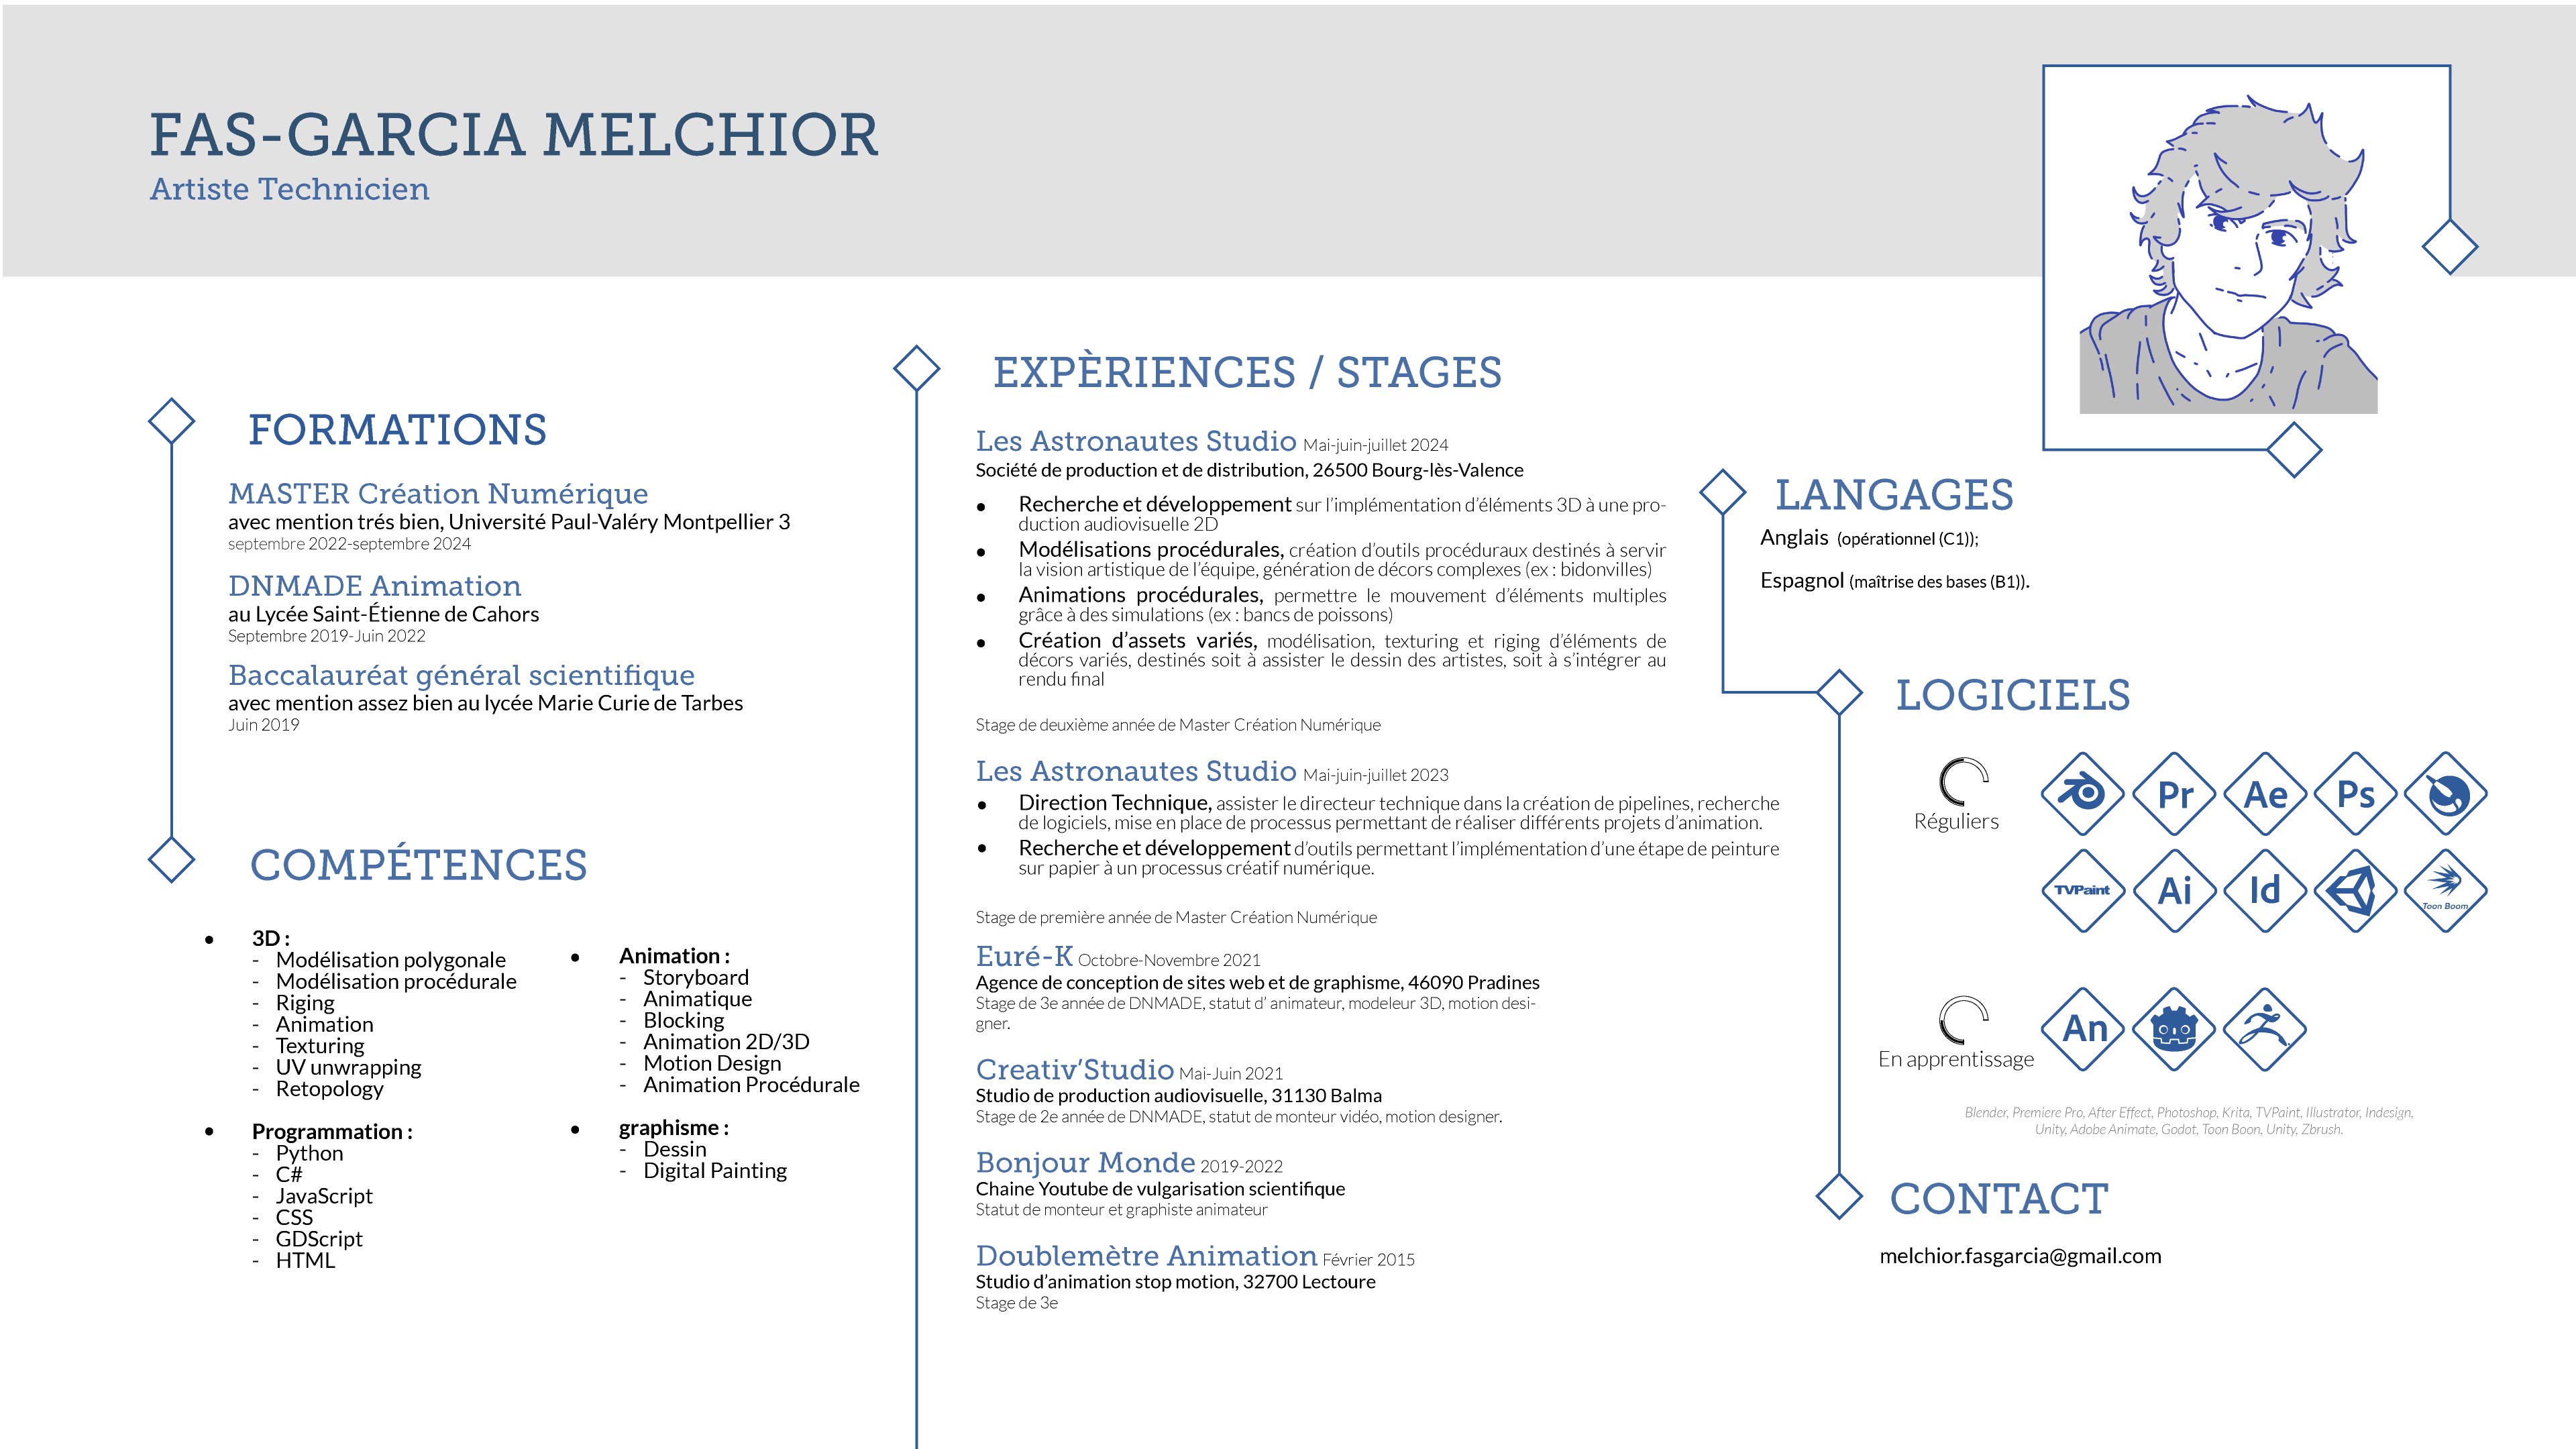 FAS-GARCIA MELCHIOR
Artiste Technicien
FORMATIONS
MASTER Création Numérique
avec mention trés bien, Université Paul-Valéry Montpellier 3
septembre 2022-septembre 2024
DNMADE Animation
au Lycée Saint-Étienne de Cahors
Septembre 2019-Juin 2022
Baccalauréat général scientifique
avec mention assez bien au lycée Marie Curie de Tarbes
Juin 2019
COMPÉTENCES
• 3D :
- Modélisation polygonale
- Modélisation procédurale
- Riging
- Animation
- Texturing
- UV unwrapping
- Retopology
• Programmation :
- Python
- C#
- JavaScript
- CSS
- GDScript
- HTML
• Animation :
- Storyboard
- Animatique
- Blocking
- Animation 2D/3D
- Motion Design
- Animation Procédurale
• graphisme :
- Dessin
- Digital Painting
EXPÈRIENCES / STAGES
Les Astronautes Studio Mai-juin-juillet 2024
Société de production et de distribution, 26500 Bourg-lès-Valence
• Recherche et développement sur l'implémentation d'éléments 3D à une pro-
duction audiovisuelle 2D
• Modélisations procédurales, création d'outils procéduraux destinés à servir
la vision artistique de l'équipe, génération de décors complexes (ex : bidonvilles)
• Animations procédurales, permettre le mouvement d'éléments multiples
grâce à des simulations (ex : bancs de poissons)
• Création d'assets variés, modélisation, texturing et riging d'éléments de
décors variés, destinés soit à assister le dessin des artistes, soit à s'intégrer au
rendu final
Stage de deuxième année de Master Création Numérique
Les Astronautes Studio Mai-juin-juillet 2023
• Direction Technique, assister le directeur technique dans la création de pipelines, recherche
de logiciels, mise en place de processus permettant de réaliser différents projets d'animation.
• Recherche et développement d'outils permettant l'implémentation d'une étape de peinture
sur papier à un processus créatif numérique.
Stage de première année de Master Création Numérique
Euré-K Octobre-Novembre 2021
Agence de conception de sites web et de graphisme, 46090 Pradines
Stage de 3e année de DNMADE, statut d' animateur, modeleur 3D, motion desi-
gner.
Creativ'Studio Mai-Juin 2021
Studio de production audiovisuelle, 31130 Balma
Stage de 2e année de DNMADE, statut de monteur vidéo, motion designer.
Bonjour Monde 2019-2022
Chaine Youtube de vulgarisation scientifique
Statut de monteur et graphiste animateur
Doublemètre Animation Février 2015
Studio d'animation stop motion, 32700 Lectoure
Stage de 3e
LANGAGES
Anglais (opérationnel (C1));
Espagnol (maîtrise des bases (B1)).
LOGICIELS
Réguliers
Pr Ae Ps
TVPaint Ai Id Toon Boom
En apprentissage
An
Blender, Premiere Pro, After Effect, Photoshop, Krita, TVPaint, Illustrator, Indesign,
Unity, Adobe Animate, Godot, Toon Boon, Unity, Zbrush.
CONTACT
melchior.fasgarcia@gmail.com